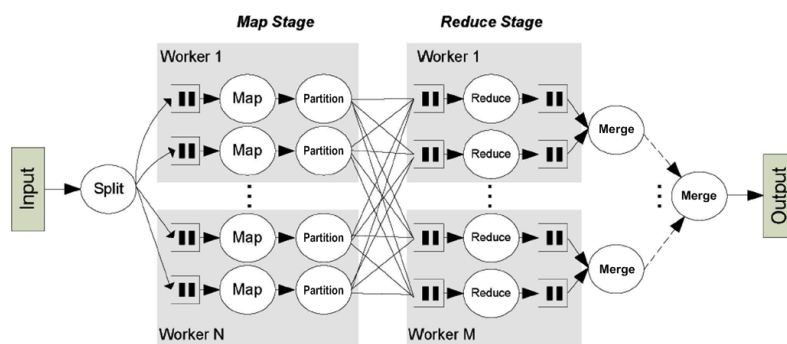 Map Stage
Reduce Stage
Worker 1
Worker 1
Map
Partition
Reduce
Merge
Map
Partition
Reduce
Input
Split
Merge
Output
Map
Partition
Reduce
Merge
Map
Partition
Reduce
Worker N
Worker M